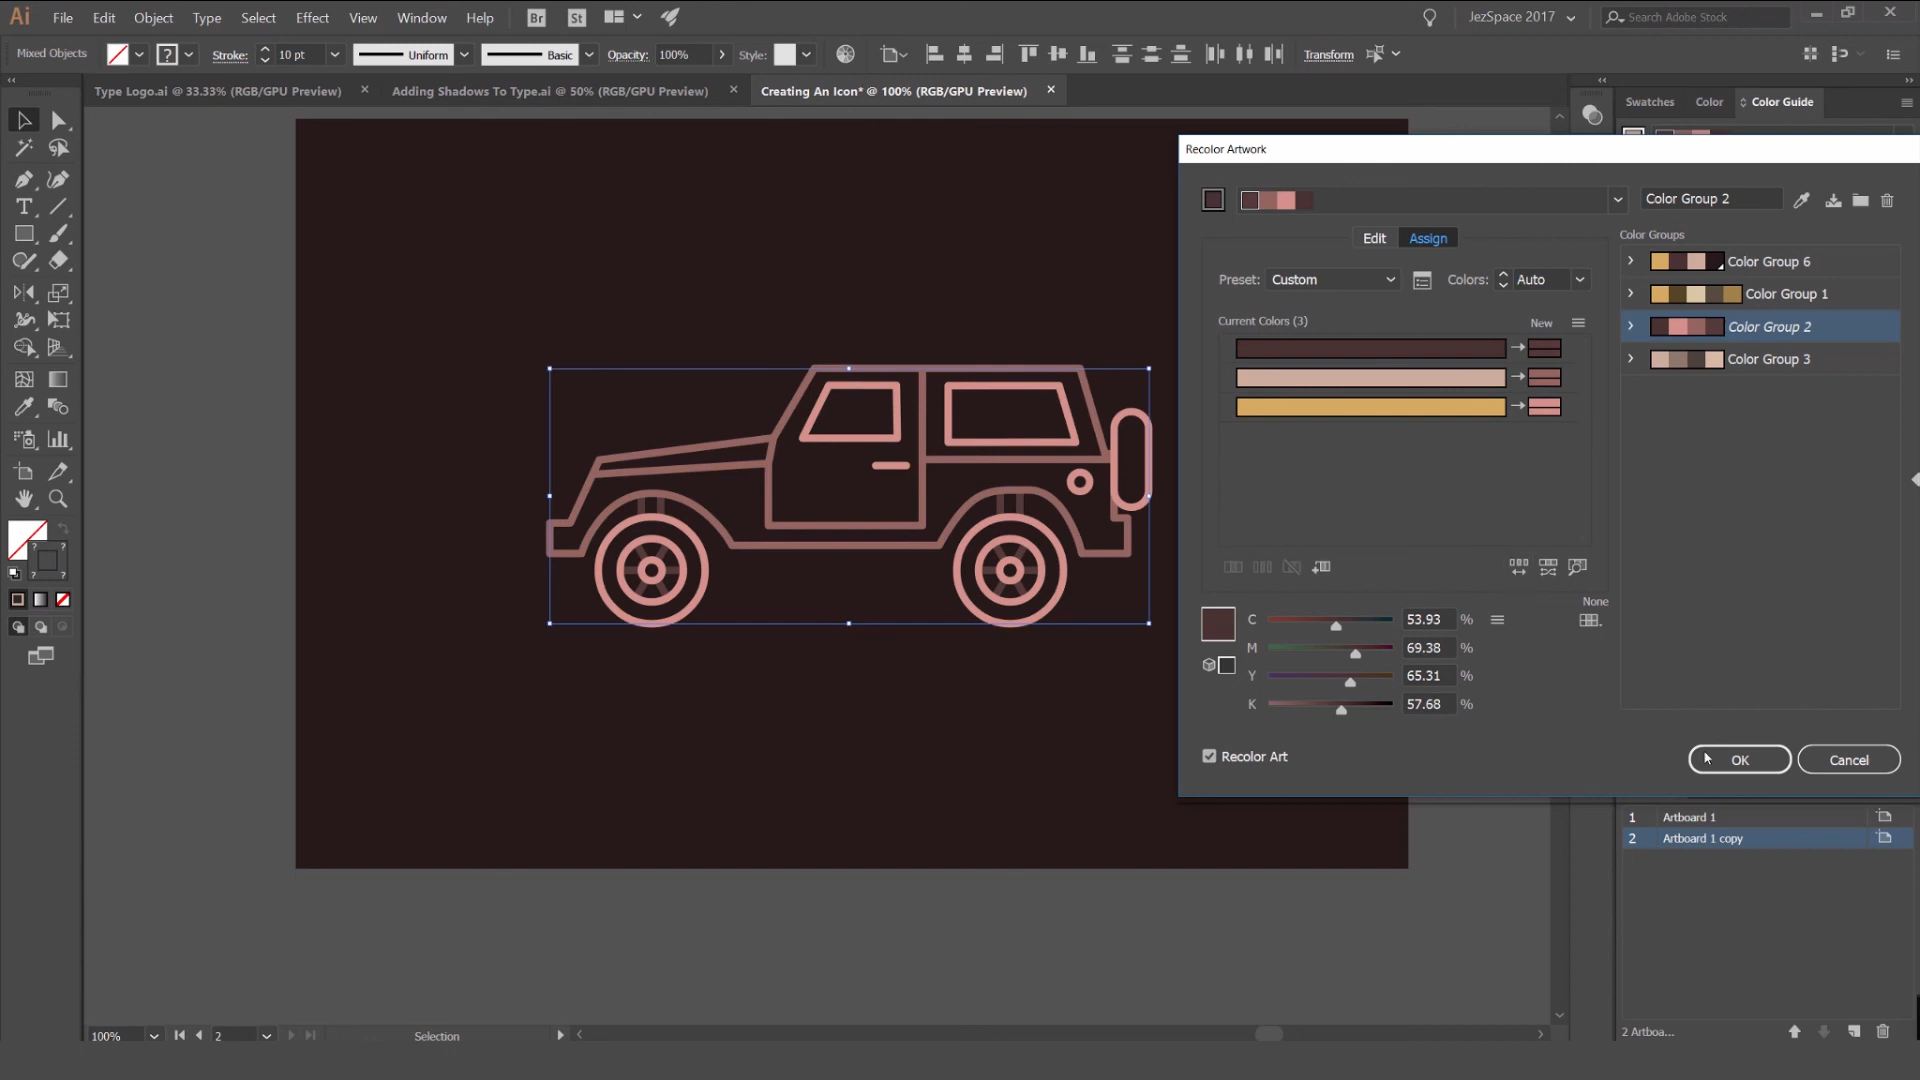 Ai File Edit Object Type Select Effect View Window Help Br St JezSpace 2017 Search Adobe Stock
Mixed Objects ? Stroke: 10 pt Uniform Basic Opacity: 100% Style: Transform
Type Logo.ai @ 33.33% (RGB/GPU Preview) × Adding Shadows To Type.ai @ 50% (RGB/GPU Preview) × Creating An Icon* @ 100% (RGB/GPU Preview) ×
Swatches Color Color Guide
Recolor Artwork
Color Group 2
Edit Assign
Color Groups
Color Group 6
Preset: Custom Colors: Auto
Color Group 1
Current Colors (3) New
Color Group 2
Color Group 3
None
C 53.93 %
M 69.38 %
Y 65.31 %
K 57.68 %
Recolor Art
OK Cancel
1 Artboard 1
2 Artboard 1 copy
2 Artboa...
100% 2 Selection